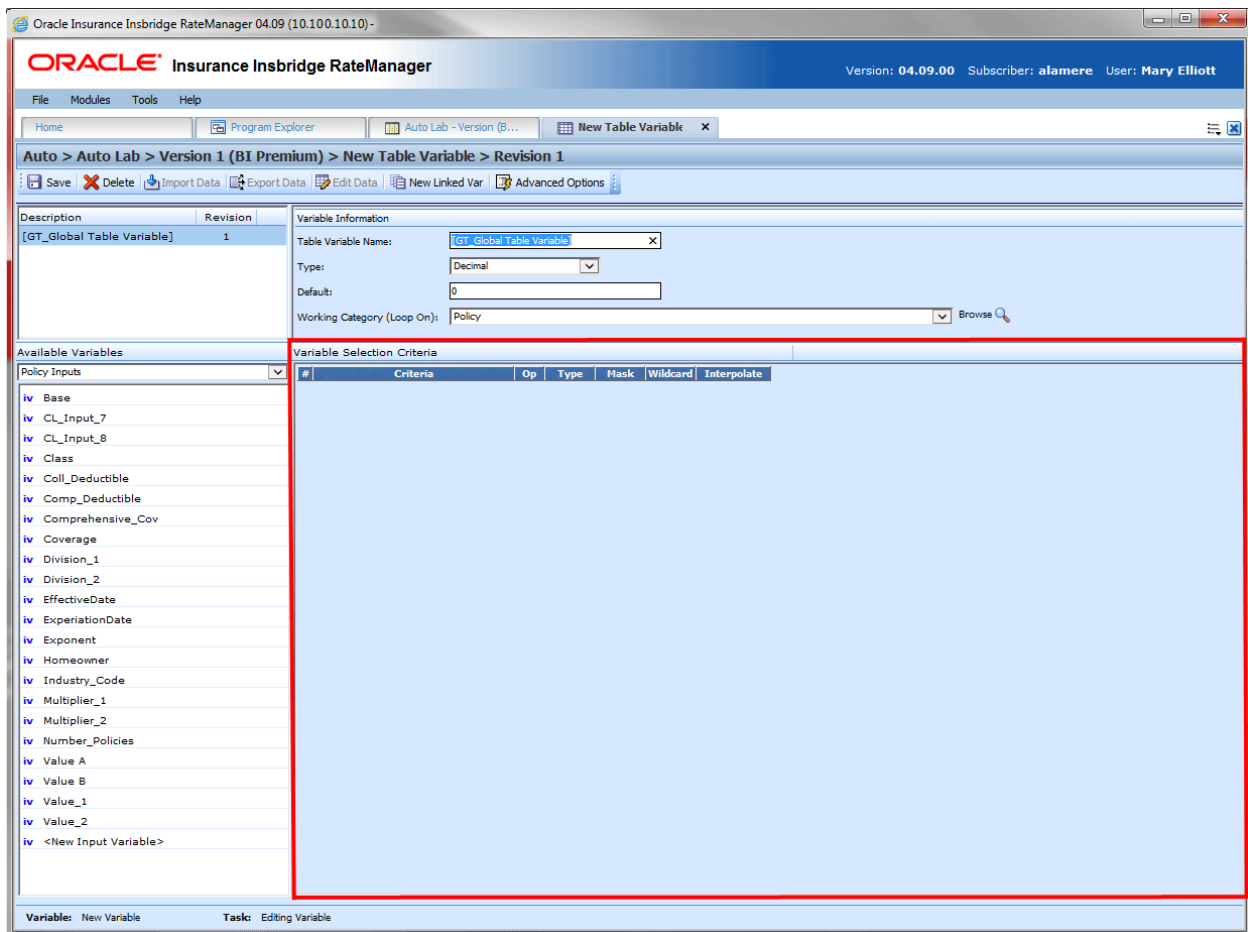 Oracle Insurance Insbridge RateManager 04.09 (10.100.10.10) -
ORACLE® Insurance Insbridge RateManager
Version: 04.09.00 Subscriber: alamere User: Mary Elliott
File Modules Tools Help
Home Program Explorer Auto Lab - Version (B... New Table Variable X
Auto > Auto Lab > Version 1 (BI Premium) > New Table Variable > Revision 1
Save Delete Import Data Export Data Edit Data New Linked Var Advanced Options
Description Revision
[GT_Global Table Variable] 1
Variable Information
Table Variable Name: [GT_Global Table Variable] X
Type: Decimal
Default: 0
Working Category (Loop On): Policy Browse
Available Variables
Policy Inputs
iv Base
iv CL_Input_7
iv CL_Input_8
iv Class
iv Coll_Deductible
iv Comp_Deductible
iv Comprehensive_Cov
iv Coverage
iv Division_1
iv Division_2
iv EffectiveDate
iv ExperiationDate
iv Exponent
iv Homeowner
iv Industry_Code
iv Multiplier_1
iv Multiplier_2
iv Number_Policies
iv Value A
iv Value B
iv Value_1
iv Value_2
iv <New Input Variable>
Variable Selection Criteria
# Criteria Op Type Mask Wildcard Interpolate
Variable: New Variable Task: Editing Variable